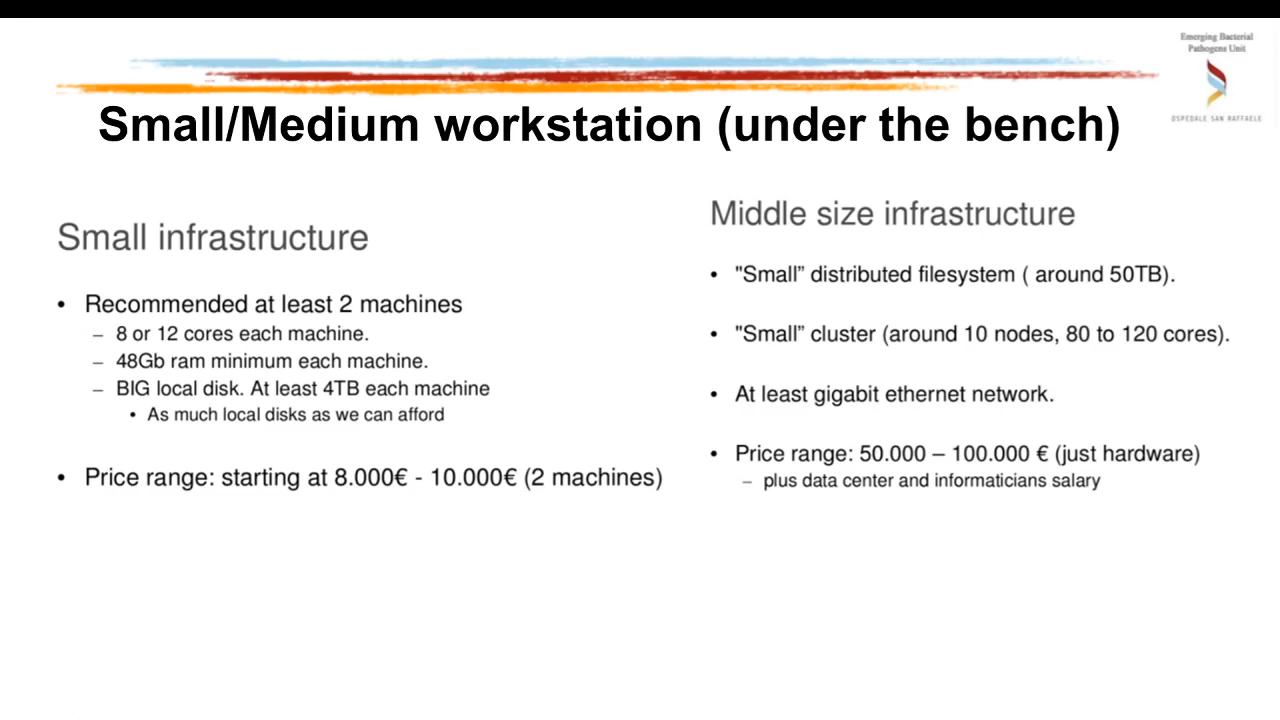 Emerging Bacterial
Pathogens Unit
OSPEDALE SAN RAFFAELE
Small/Medium workstation (under the bench)
Small infrastructure
• Recommended at least 2 machines
– 8 or 12 cores each machine.
– 48Gb ram minimum each machine.
– BIG local disk. At least 4TB each machine
• As much local disks as we can afford
• Price range: starting at 8.000€ - 10.000€ (2 machines)
Middle size infrastructure
• "Small” distributed filesystem ( around 50TB).
• "Small” cluster (around 10 nodes, 80 to 120 cores).
• At least gigabit ethernet network.
• Price range: 50.000 – 100.000 € (just hardware)
– plus data center and informaticians salary